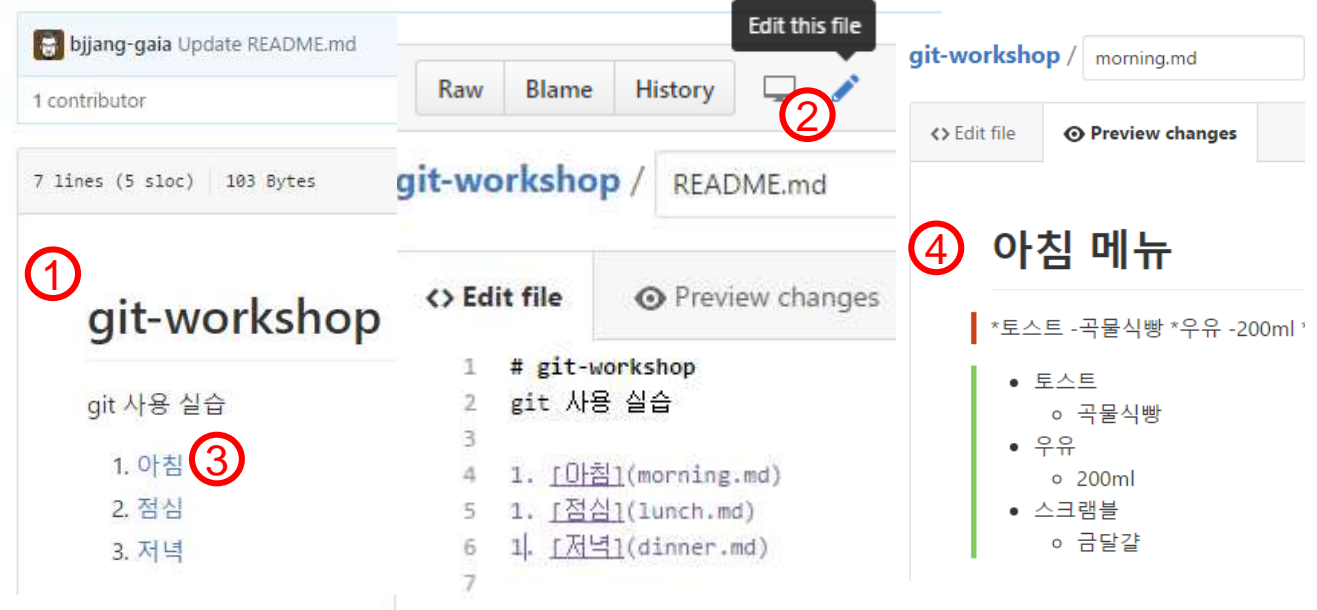 bjjang-gaia Update README.md
1 contributor
7 lines (5 sloc) 103 Bytes
1
git-workshop
git 사용 실습
1. 아침 3
2. 점심
3. 저녁
Edit this file
Raw Blame History
2
git-workshop / README.md
<> Edit file Preview changes
1 # git-workshop
2 git 사용 실습
3
4 1. [아침](morning.md)
5 1. [점심](lunch.md)
6 1. [저녁](dinner.md)
7
git-workshop / morning.md
<> Edit file Preview changes
4 아침 메뉴
*토스트 -곡물식빵 *우유 -200ml *
• 토스트
○ 곡물식빵
• 우유
○ 200ml
• 스크램블
○ 금달걀